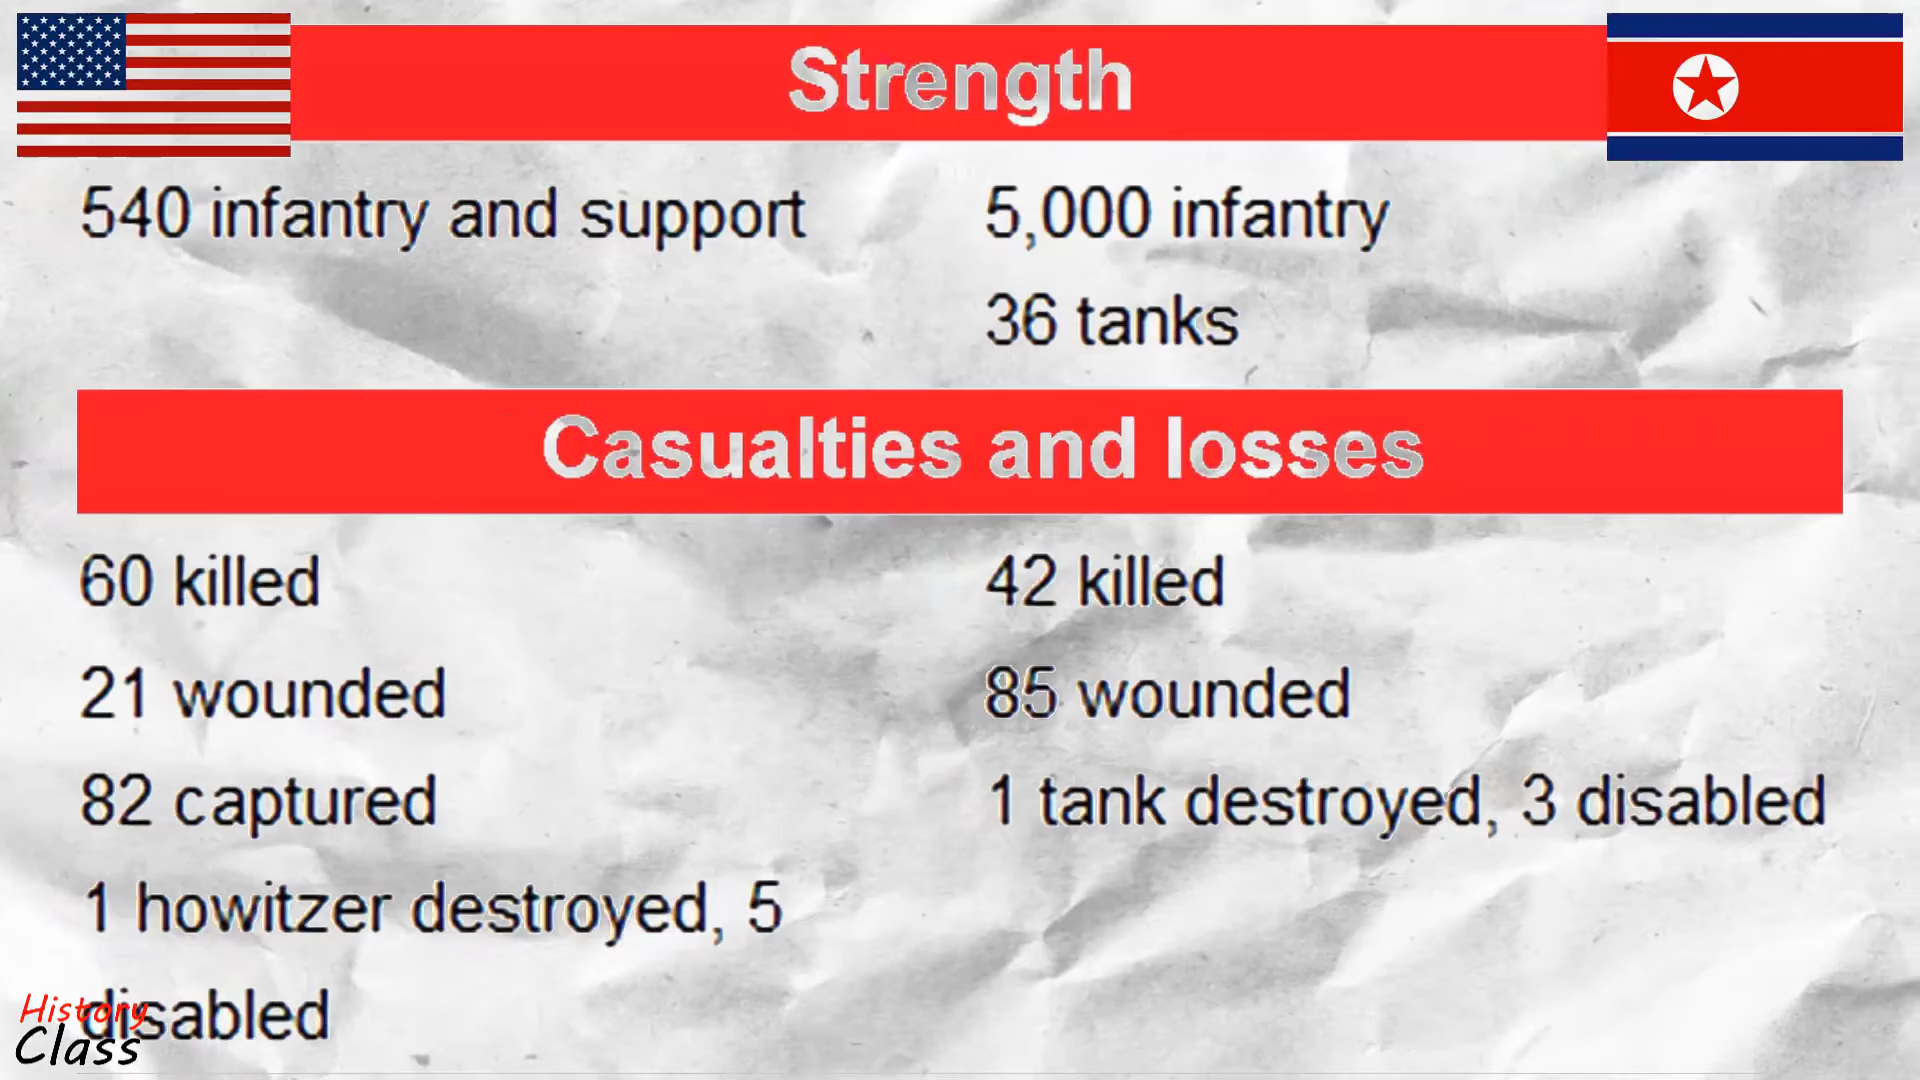 Strength
540 infantry and support
5,000 infantry
36 tanks
Casualties and losses
60 killed
42 killed
21 wounded
85 wounded
82 captured
1 tank destroyed, 3 disabled
1 howitzer destroyed, 5
disabled
History
Class